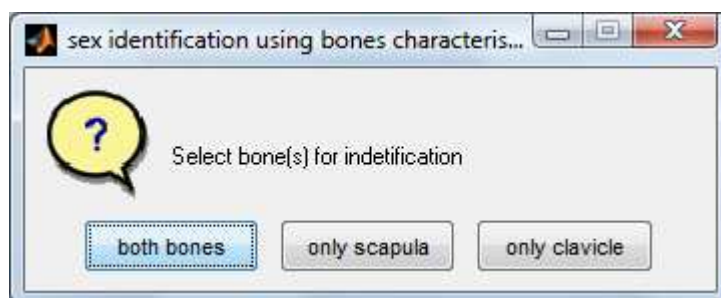 sex identification using bones characteris...
?
Select bone(s) for indetification
both bones only scapula only clavicle